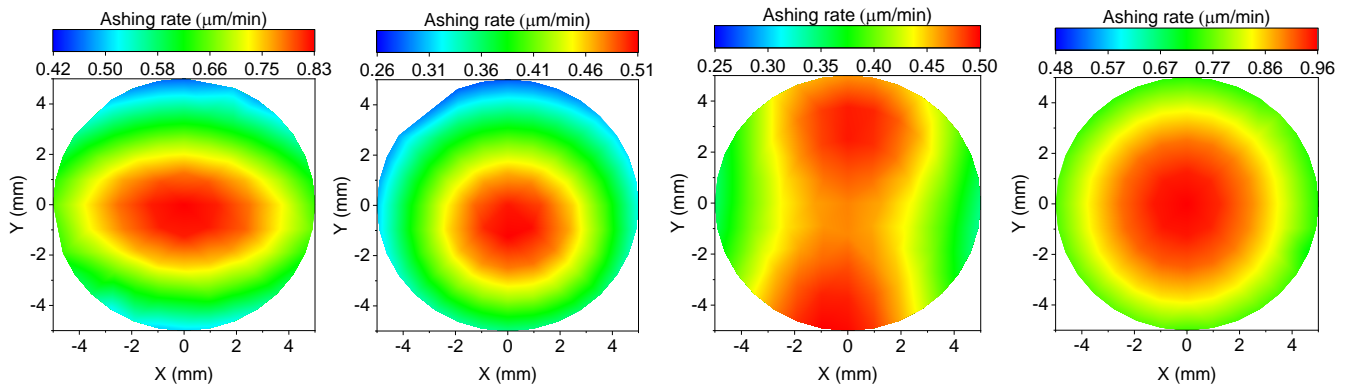 Ashing rate (μm/min)
0.42 0.50 0.58 0.63 0.75 0.83
4
2
0
-2
-4
Y (mm)
-4 -2 0 2 4
X (mm)
Ashing rate (μm/min)
0.26 0.31 0.36 0.41 0.46 0.51
4
2
0
-2
-4
Y (mm)
-4 -2 0 2 4
X (mm)
Ashing rate (μm/min)
0.25 0.30 0.35 0.40 0.45 0.50
4
2
0
-2
-4
Y (mm)
-4 -2 0 2 4
X (mm)
Ashing rate (μm/min)
0.48 0.57 0.67 0.77 0.86 0.96
4
2
0
-2
-4
Y (mm)
-4 -2 0 2 4
X (mm)